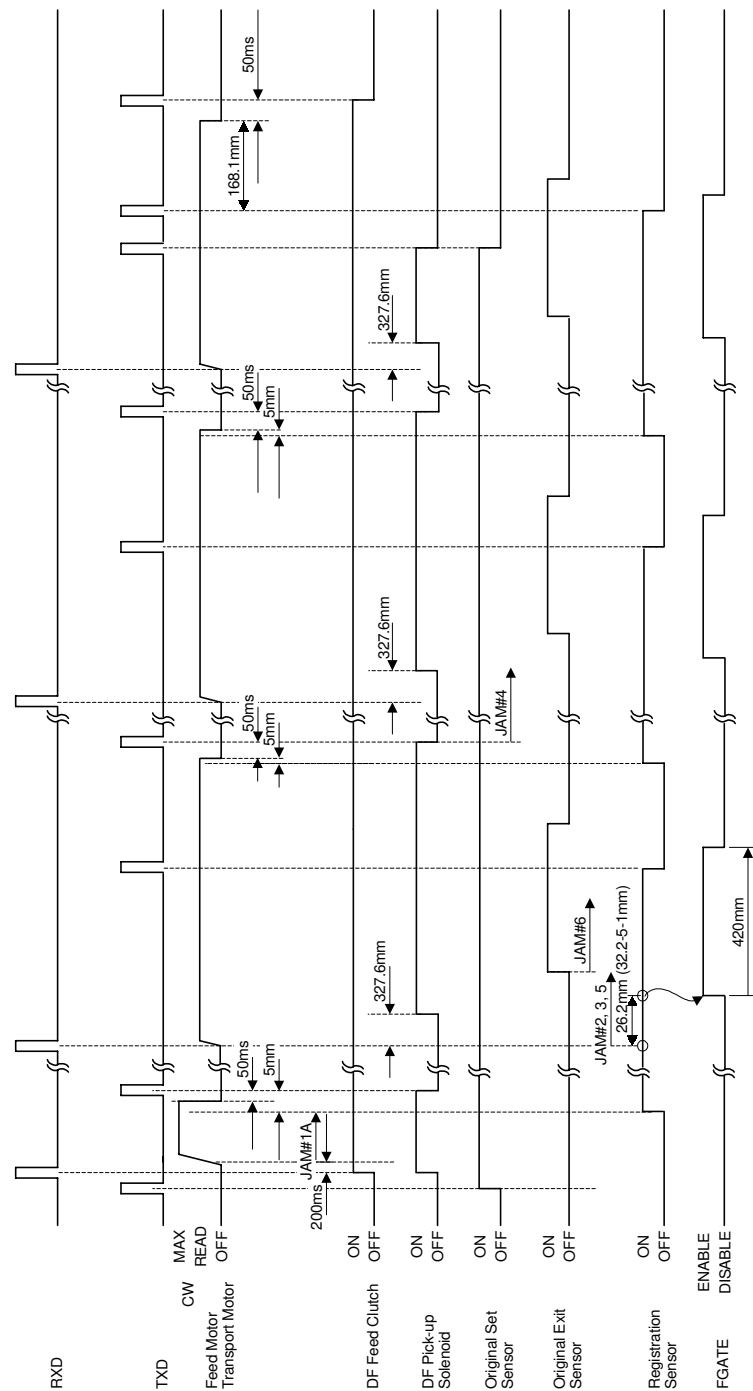 RXD
TXD
CW
MAX
READ
OFF
Feed Motor
Transport Motor
200ms
JAM#1A
5mm
50ms
50ms
5mm
50ms
5mm
168.1mm
50ms
DF Feed Clutch
ON
OFF
DF Pick-up
Solenoid
ON
OFF
327.6mm
327.6mm
327.6mm
Original Set
Sensor
ON
OFF
JAM#4
Original Exit
Sensor
ON
OFF
JAM#6
JAM#2, 3, 5
26.2mm (32.2-5-1mm)
Registration
Sensor
ON
OFF
FGATE
ENABLE
DISABLE
420mm